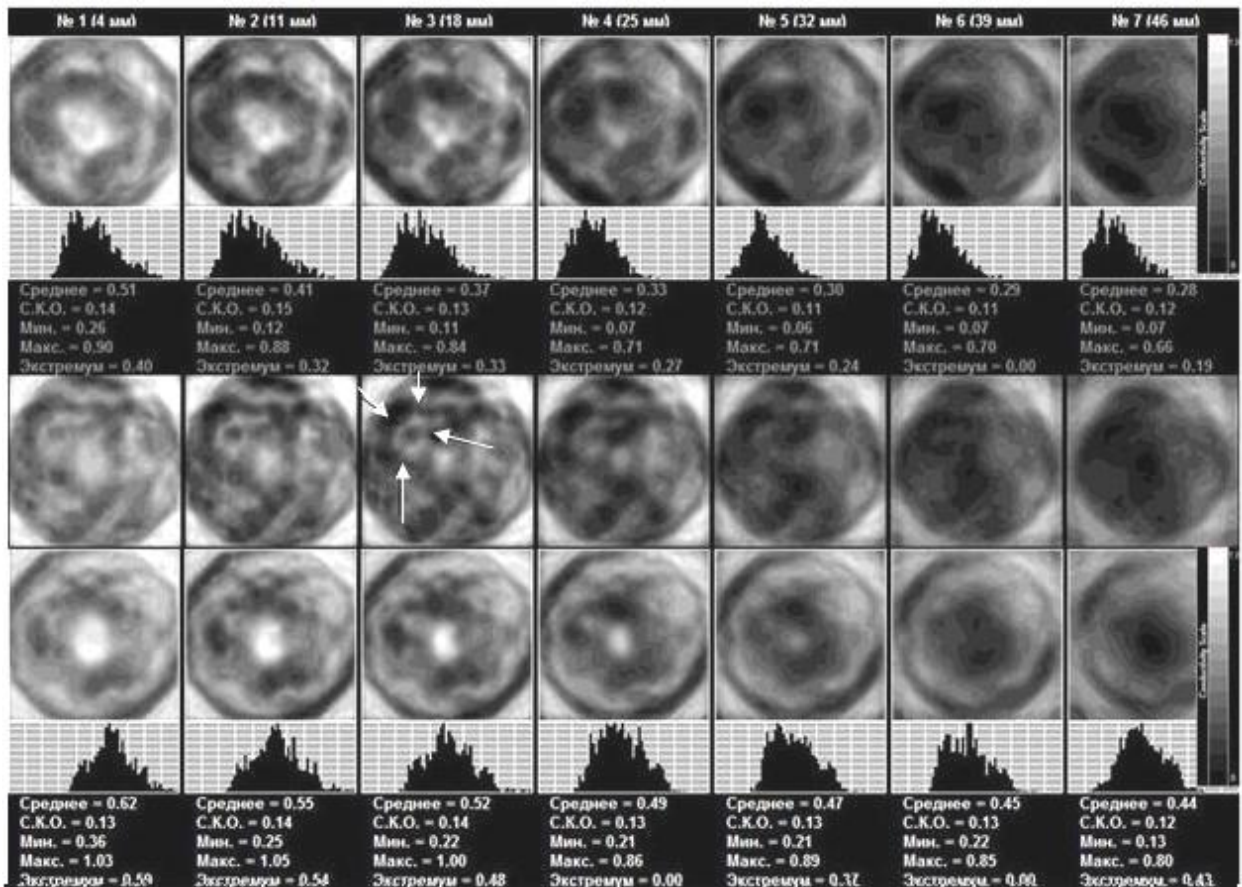 № 1 (4 мм) № 2 (11 мм) № 3 (18 мм) № 4 (25 мм) № 5 (32 мм) № 6 (39 мм) № 7 (46 мм)
Conductivity Scale
Среднее = 0.51 Среднее = 0.41 Среднее = 0.37 Среднее = 0.33 Среднее = 0.30 Среднее = 0.29 Среднее = 0.28
С.К.О. = 0.14 С.К.О. = 0.15 С.К.О. = 0.13 С.К.О. = 0.12 С.К.О. = 0.11 С.К.О. = 0.11 С.К.О. = 0.12
Мин. = 0.26 Мин. = 0.12 Мин. = 0.11 Мин. = 0.07 Мин. = 0.06 Мин. = 0.07 Мин. = 0.07
Макс. = 0.90 Макс. = 0.88 Макс. = 0.84 Макс. = 0.71 Макс. = 0.71 Макс. = 0.70 Макс. = 0.66
Экстремум = 0.40 Экстремум = 0.32 Экстремум = 0.33 Экстремум = 0.27 Экстремум = 0.24 Экстремум = 0.00 Экстремум = 0.19
Conductivity Scale
Среднее = 0.62 Среднее = 0.55 Среднее = 0.52 Среднее = 0.49 Среднее = 0.47 Среднее = 0.45 Среднее = 0.44
С.К.О. = 0.13 С.К.О. = 0.14 С.К.О. = 0.14 С.К.О. = 0.13 С.К.О. = 0.13 С.К.О. = 0.13 С.К.О. = 0.12
Мин. = 0.36 Мин. = 0.25 Мин. = 0.22 Мин. = 0.21 Мин. = 0.21 Мин. = 0.22 Мин. = 0.13
Макс. = 1.03 Макс. = 1.05 Макс. = 1.00 Макс. = 0.86 Макс. = 0.89 Макс. = 0.85 Макс. = 0.80
Экстремум = 0.59 Экстремум = 0.54 Экстремум = 0.48 Экстремум = 0.00 Экстремум = 0.37 Экстремум = 0.00 Экстремум = 0.43